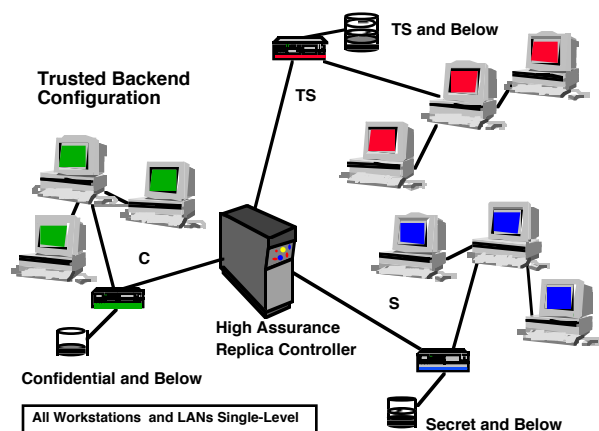 TS and Below
Trusted Backend
Configuration
TS
C
S
High Assurance
Replica Controller
Confidential and Below
All Workstations and LANs Single-Level
Secret and Below